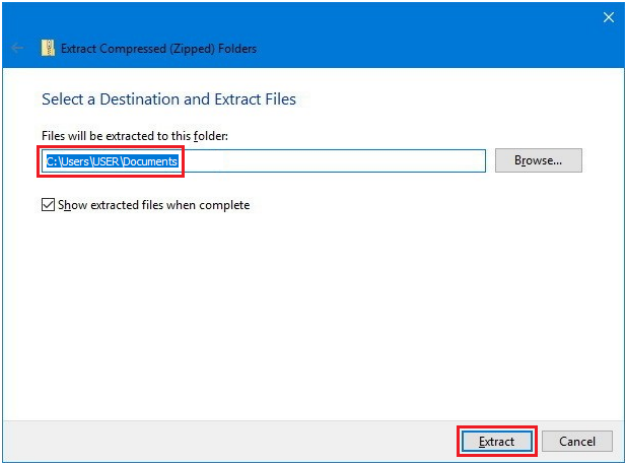 Extract Compressed (Zipped) Folders
Select a Destination and Extract Files
Files will be extracted to this folder:
C:\Users\USER\Documents
Browse...
Show extracted files when complete
Extract
Cancel